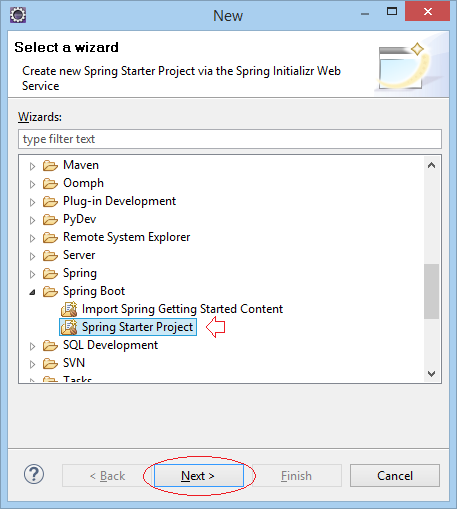 New
Select a wizard
Create new Spring Starter Project via the Spring Initializr Web
Service
Wizards:
type filter text
Maven
Oomph
Plug-in Development
PyDev
Remote System Explorer
Server
Spring
Spring Boot
Import Spring Getting Started Content
Spring Starter Project
SQL Development
SVN
Tasks
? < Back Next > Finish Cancel